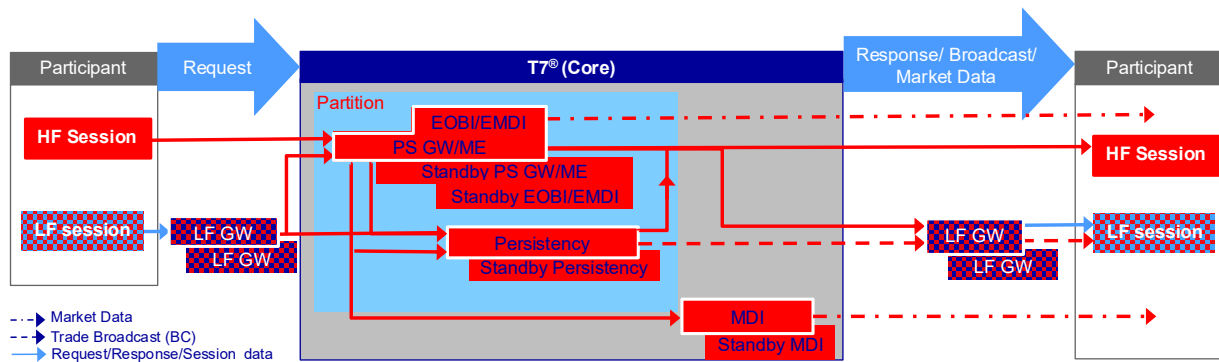 Participant
Request
T7® (Core)
Response/ Broadcast/
Market Data
Participant
Partition
EOBI/EMDI
HF Session
PS GW/ME
HF Session
Standby PS GW/ME
Standby EOBI/EMDI
LF session
LF GW
LF GW
Persistency
Standby Persistency
LF GW
LF GW
LF session
MDI
Standby MDI
Market Data
Trade Broadcast (BC)
Request/Response/Session data